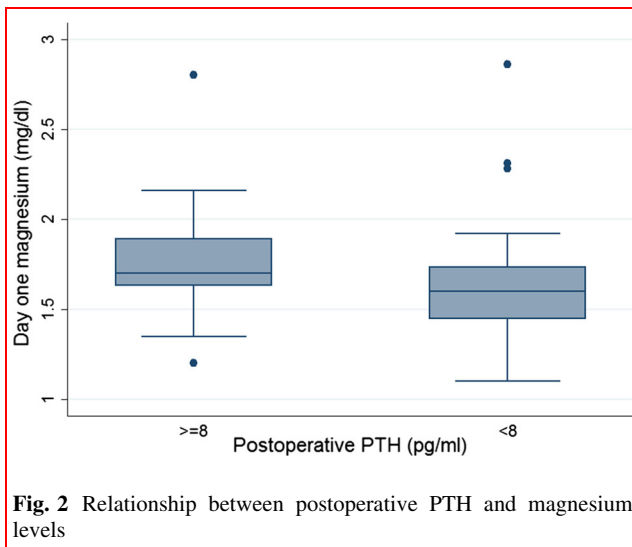 3
2.5
2
1.5
1
Day one magnesium (mg/dl)
>=8
<8
Postoperative PTH (pg/ml)
Fig. 2 Relationship between postoperative PTH and magnesium
levels